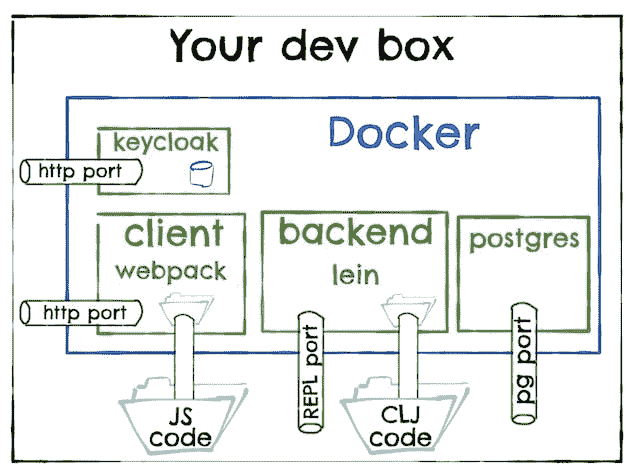 Your dev box
Docker
keycloak
http port
client
webpack
http port
backend
lein
postgres
JS
code
REPL port
CLJ
code
pg port